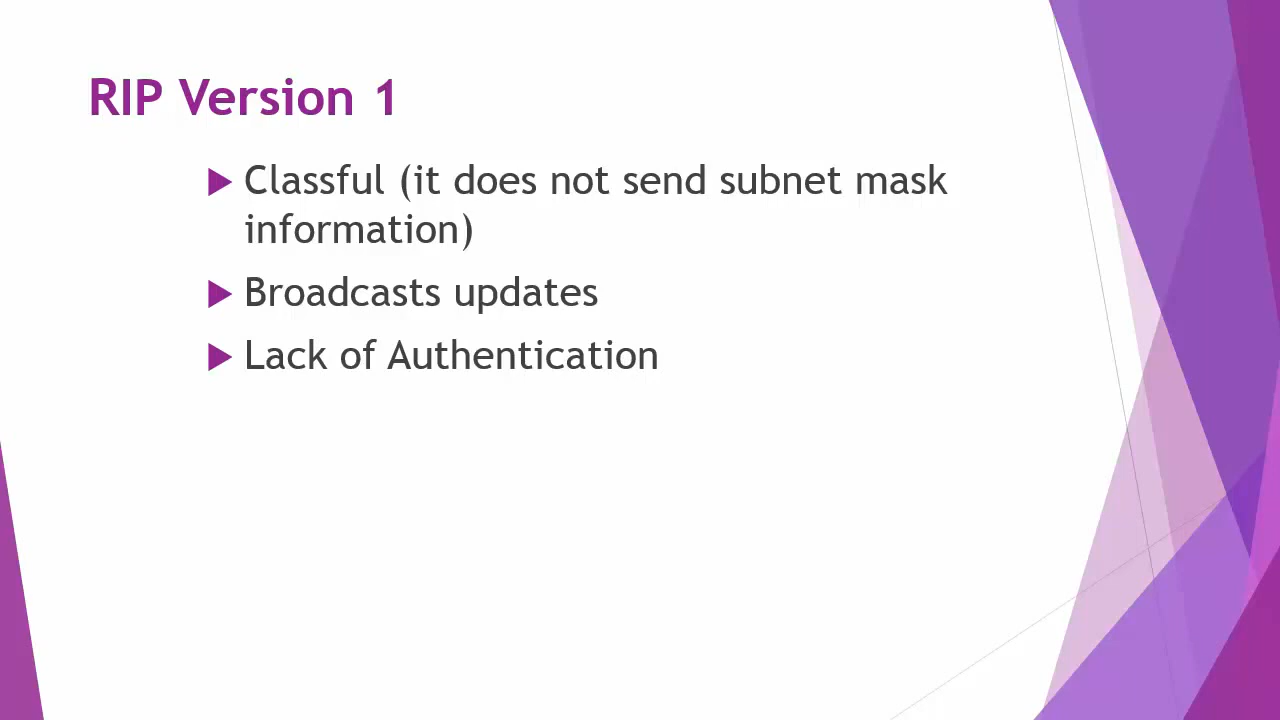 RIP Version 1
Classful (it does not send subnet mask
information)
Broadcasts updates
Lack of Authentication